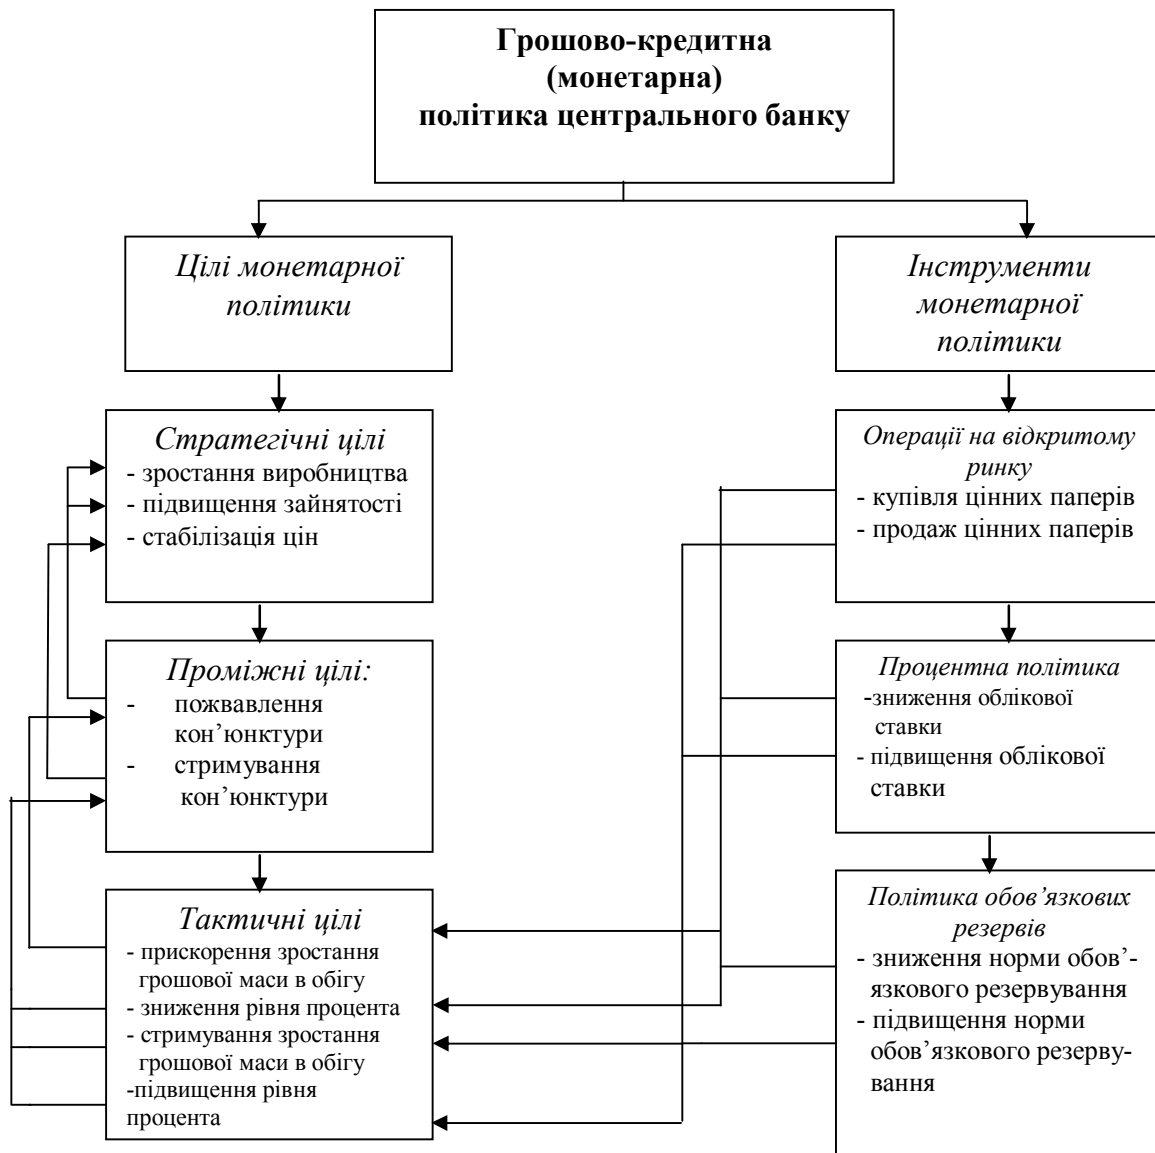 Грошово-кредитна
(монетарна)
політика центрального банку
Цілі монетарної
політики
Стратегічні цілі
- зростання виробництва
- підвищення зайнятості
- стабілізація цін
Проміжні цілі:
- пожвавлення
кон’юнктури
- стримування
кон’юнктури
Тактичні цілі
- прискорення зростання
грошової маси в обігу
- зниження рівня процента
- стримування зростання
грошової маси в обігу
-підвищення рівня
процента
Інструменти
монетарної
політики
Операції на відкритому
ринку
- купівля цінних паперів
- продаж цінних паперів
Процентна політика
-зниження облікової
ставки
- підвищення облікової
ставки
Політика обов’язкових
резервів
- зниження норми обов’-
язкового резервування
- підвищення норми
обов’язкового резерву-
вання